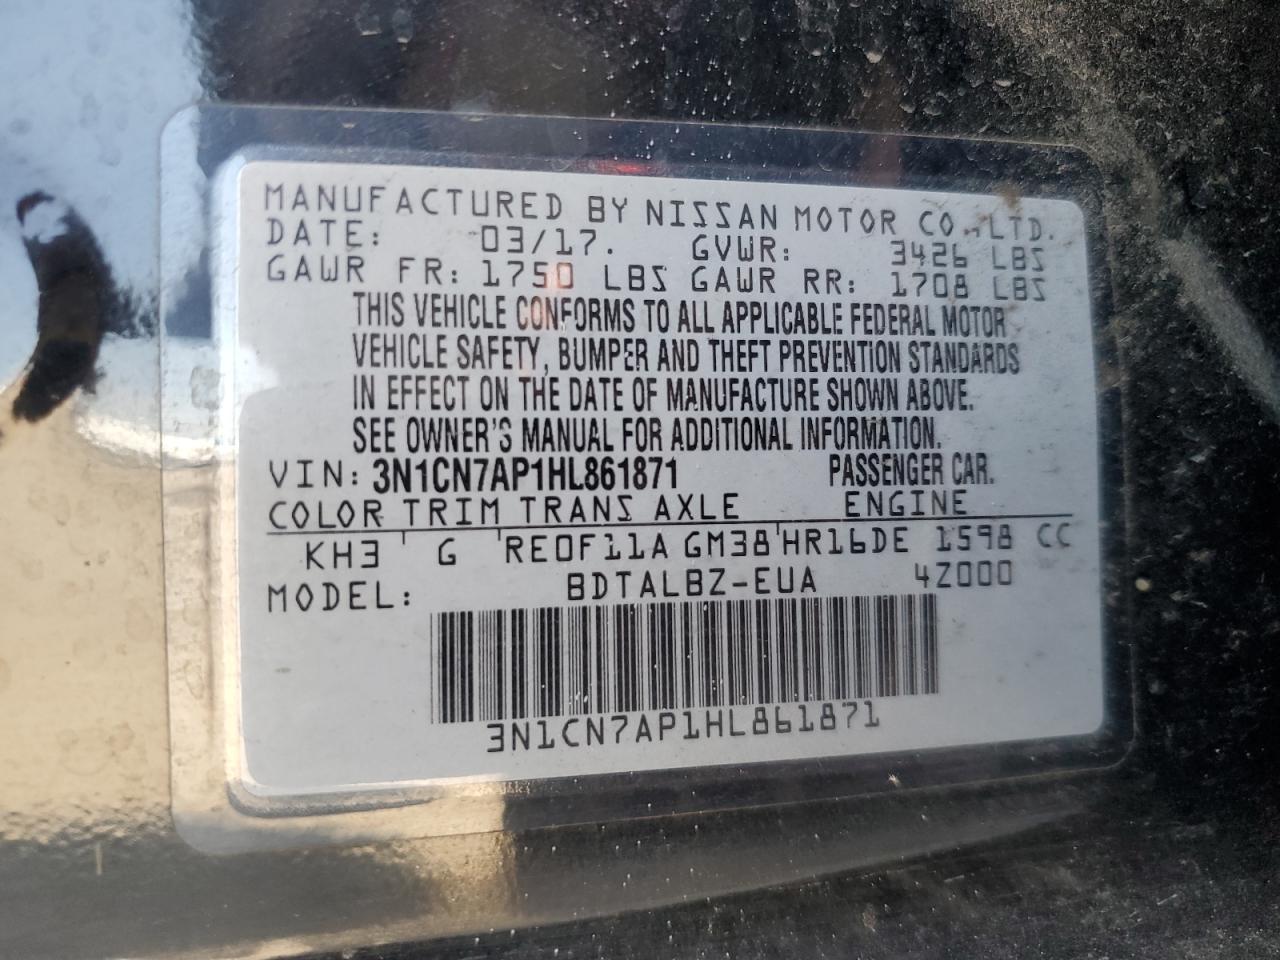 MANUFACTURED BY NISSAN MOTOR CO.,LTD.
DATE: 03/17. GVWR: 3426 LBS
GAWR FR: 1750 LBS GAWR RR: 1708 LBS
THIS VEHICLE CONFORMS TO ALL APPLICABLE FEDERAL MOTOR
VEHICLE SAFETY, BUMPER AND THEFT PREVENTION STANDARDS
IN EFFECT ON THE DATE OF MANUFACTURE SHOWN ABOVE.
SEE OWNER'S MANUAL FOR ADDITIONAL INFORMATION.
VIN: 3N1CN7AP1HL861871 PASSENGER CAR.
COLOR TRIM TRANS AXLE ENGINE
KH3 ' G 'RE0F11A GM38'HR16DE 1598 CC
MODEL: BDTALBZ-EUA 4Z000
3N1CN7AP1HL861871